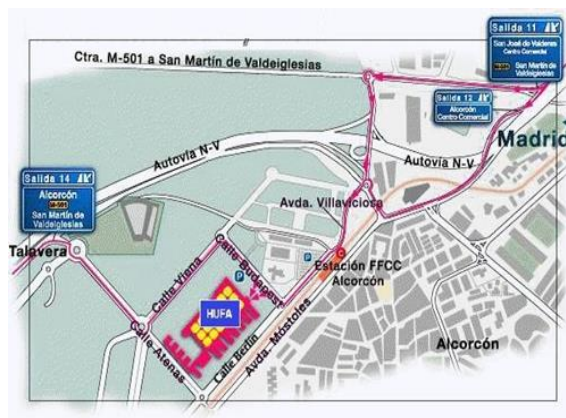 Salida 11
San José de Valderas
Centro Comercial
San Martín de
Valdeiglesias
Ctra. M-501 a San Martín de Valdeiglesias
Salida 12
Alcorcón
Centro Comercial
Madrid
Autovía N-V
Autovía N-V
Salida 14
Alcorcón
M-501
San Martín de
Valdeiglesias
Avda. Villaviciosa
Talavera
Calle Viena
Calle Budapest
P
P
Estación FFCC
Alcorcón
HUFA
Calle Atenas
Calle Berlín
Avda. Móstoles
Alcorcón